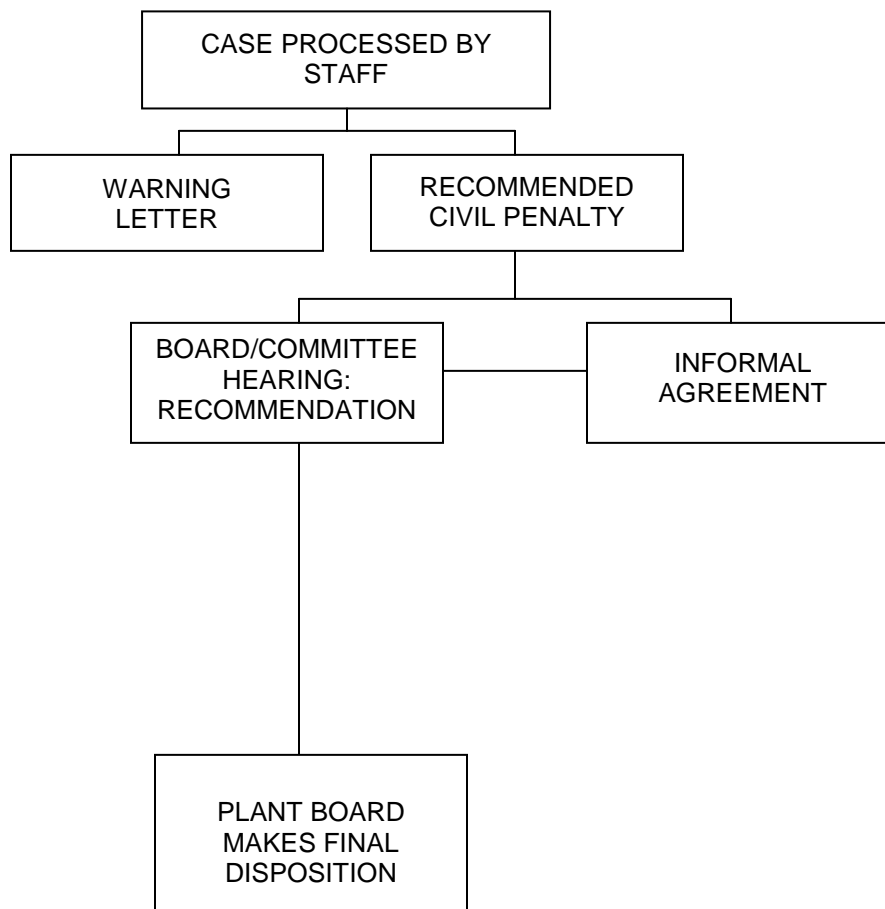 CASE PROCESSED BY
STAFF
WARNING
LETTER
RECOMMENDED
CIVIL PENALTY
BOARD/COMMITTEE
HEARING:
RECOMMENDATION
INFORMAL
AGREEMENT
PLANT BOARD
MAKES FINAL
DISPOSITION